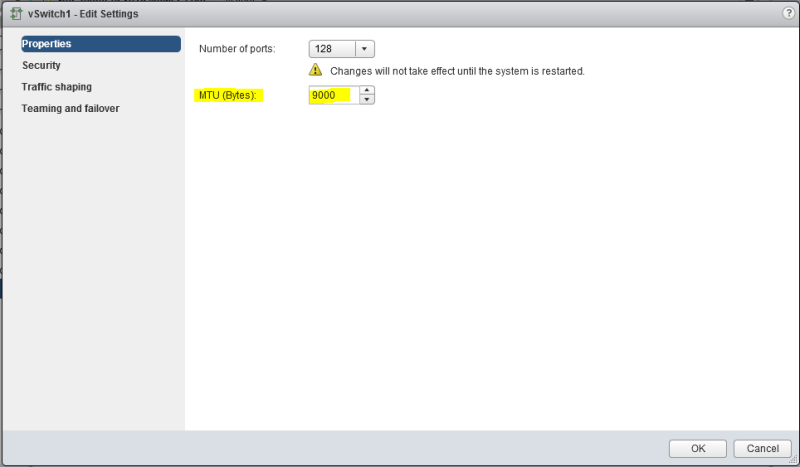 vSwitch1 - Edit Settings
?
Properties
Security
Traffic shaping
Teaming and failover
Number of ports: 128
Changes will not take effect until the system is restarted.
MTU (Bytes): 9000
OK Cancel